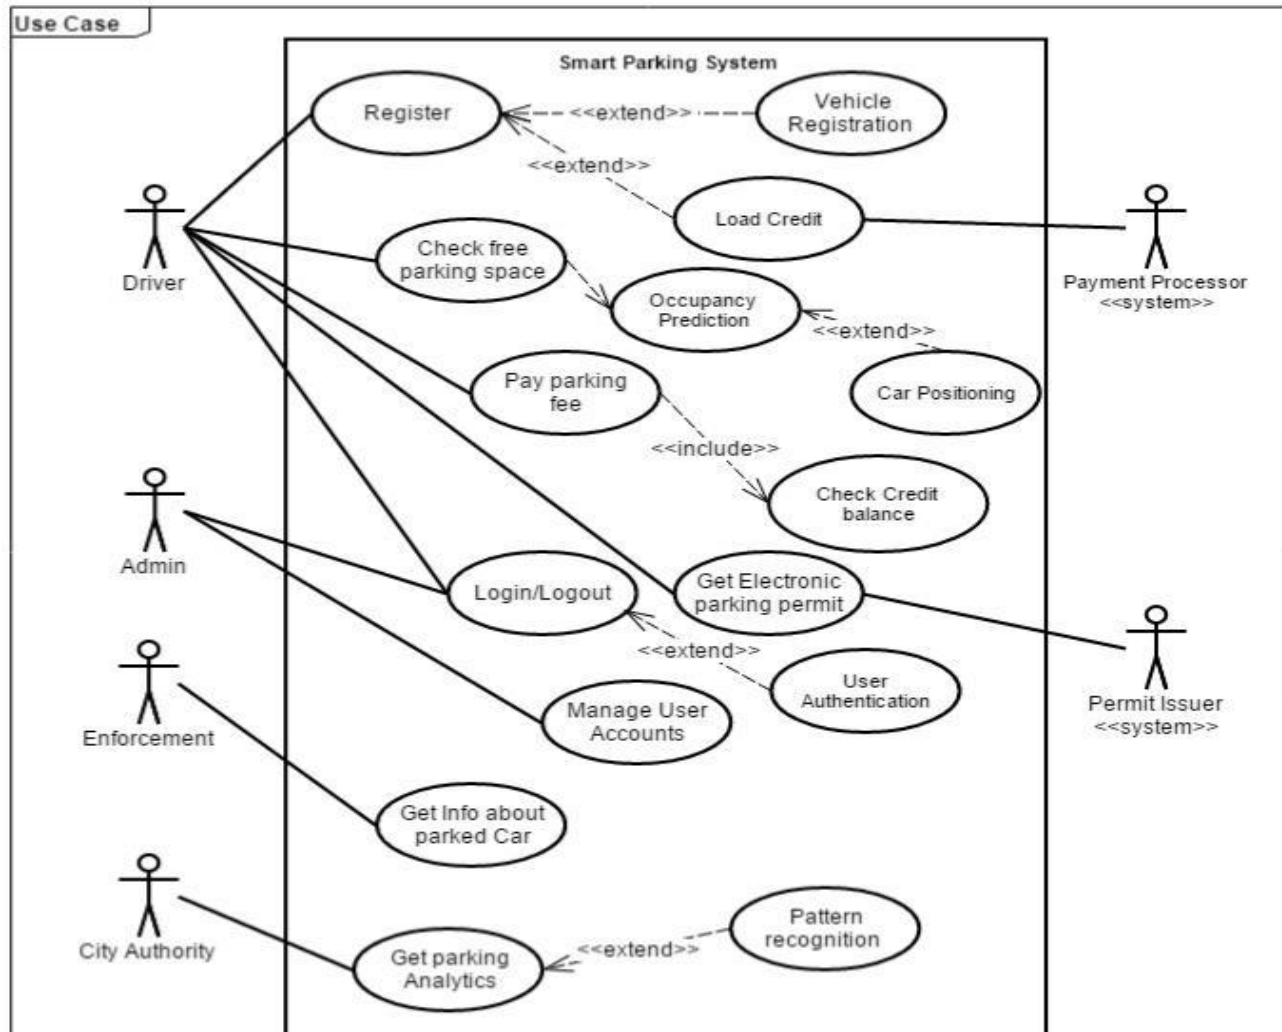 Use Case
Smart Parking System
Register
<<extend>>
Vehicle
Registration
<<extend>>
Load Credit
Driver
Check free
parking space
Occupancy
Prediction
Payment Processor
<<system>>
<<extend>>
Pay parking
fee
Car Positioning
<<include>>
Check Credit
balance
Admin
Login/Logout
Get Electronic
parking permit
<<extend>>
User
Authentication
Permit Issuer
<<system>>
Enforcement
Manage User
Accounts
Get Info about
parked Car
City Authority
Pattern
recognition
<<extend>>
Get parking
Analytics